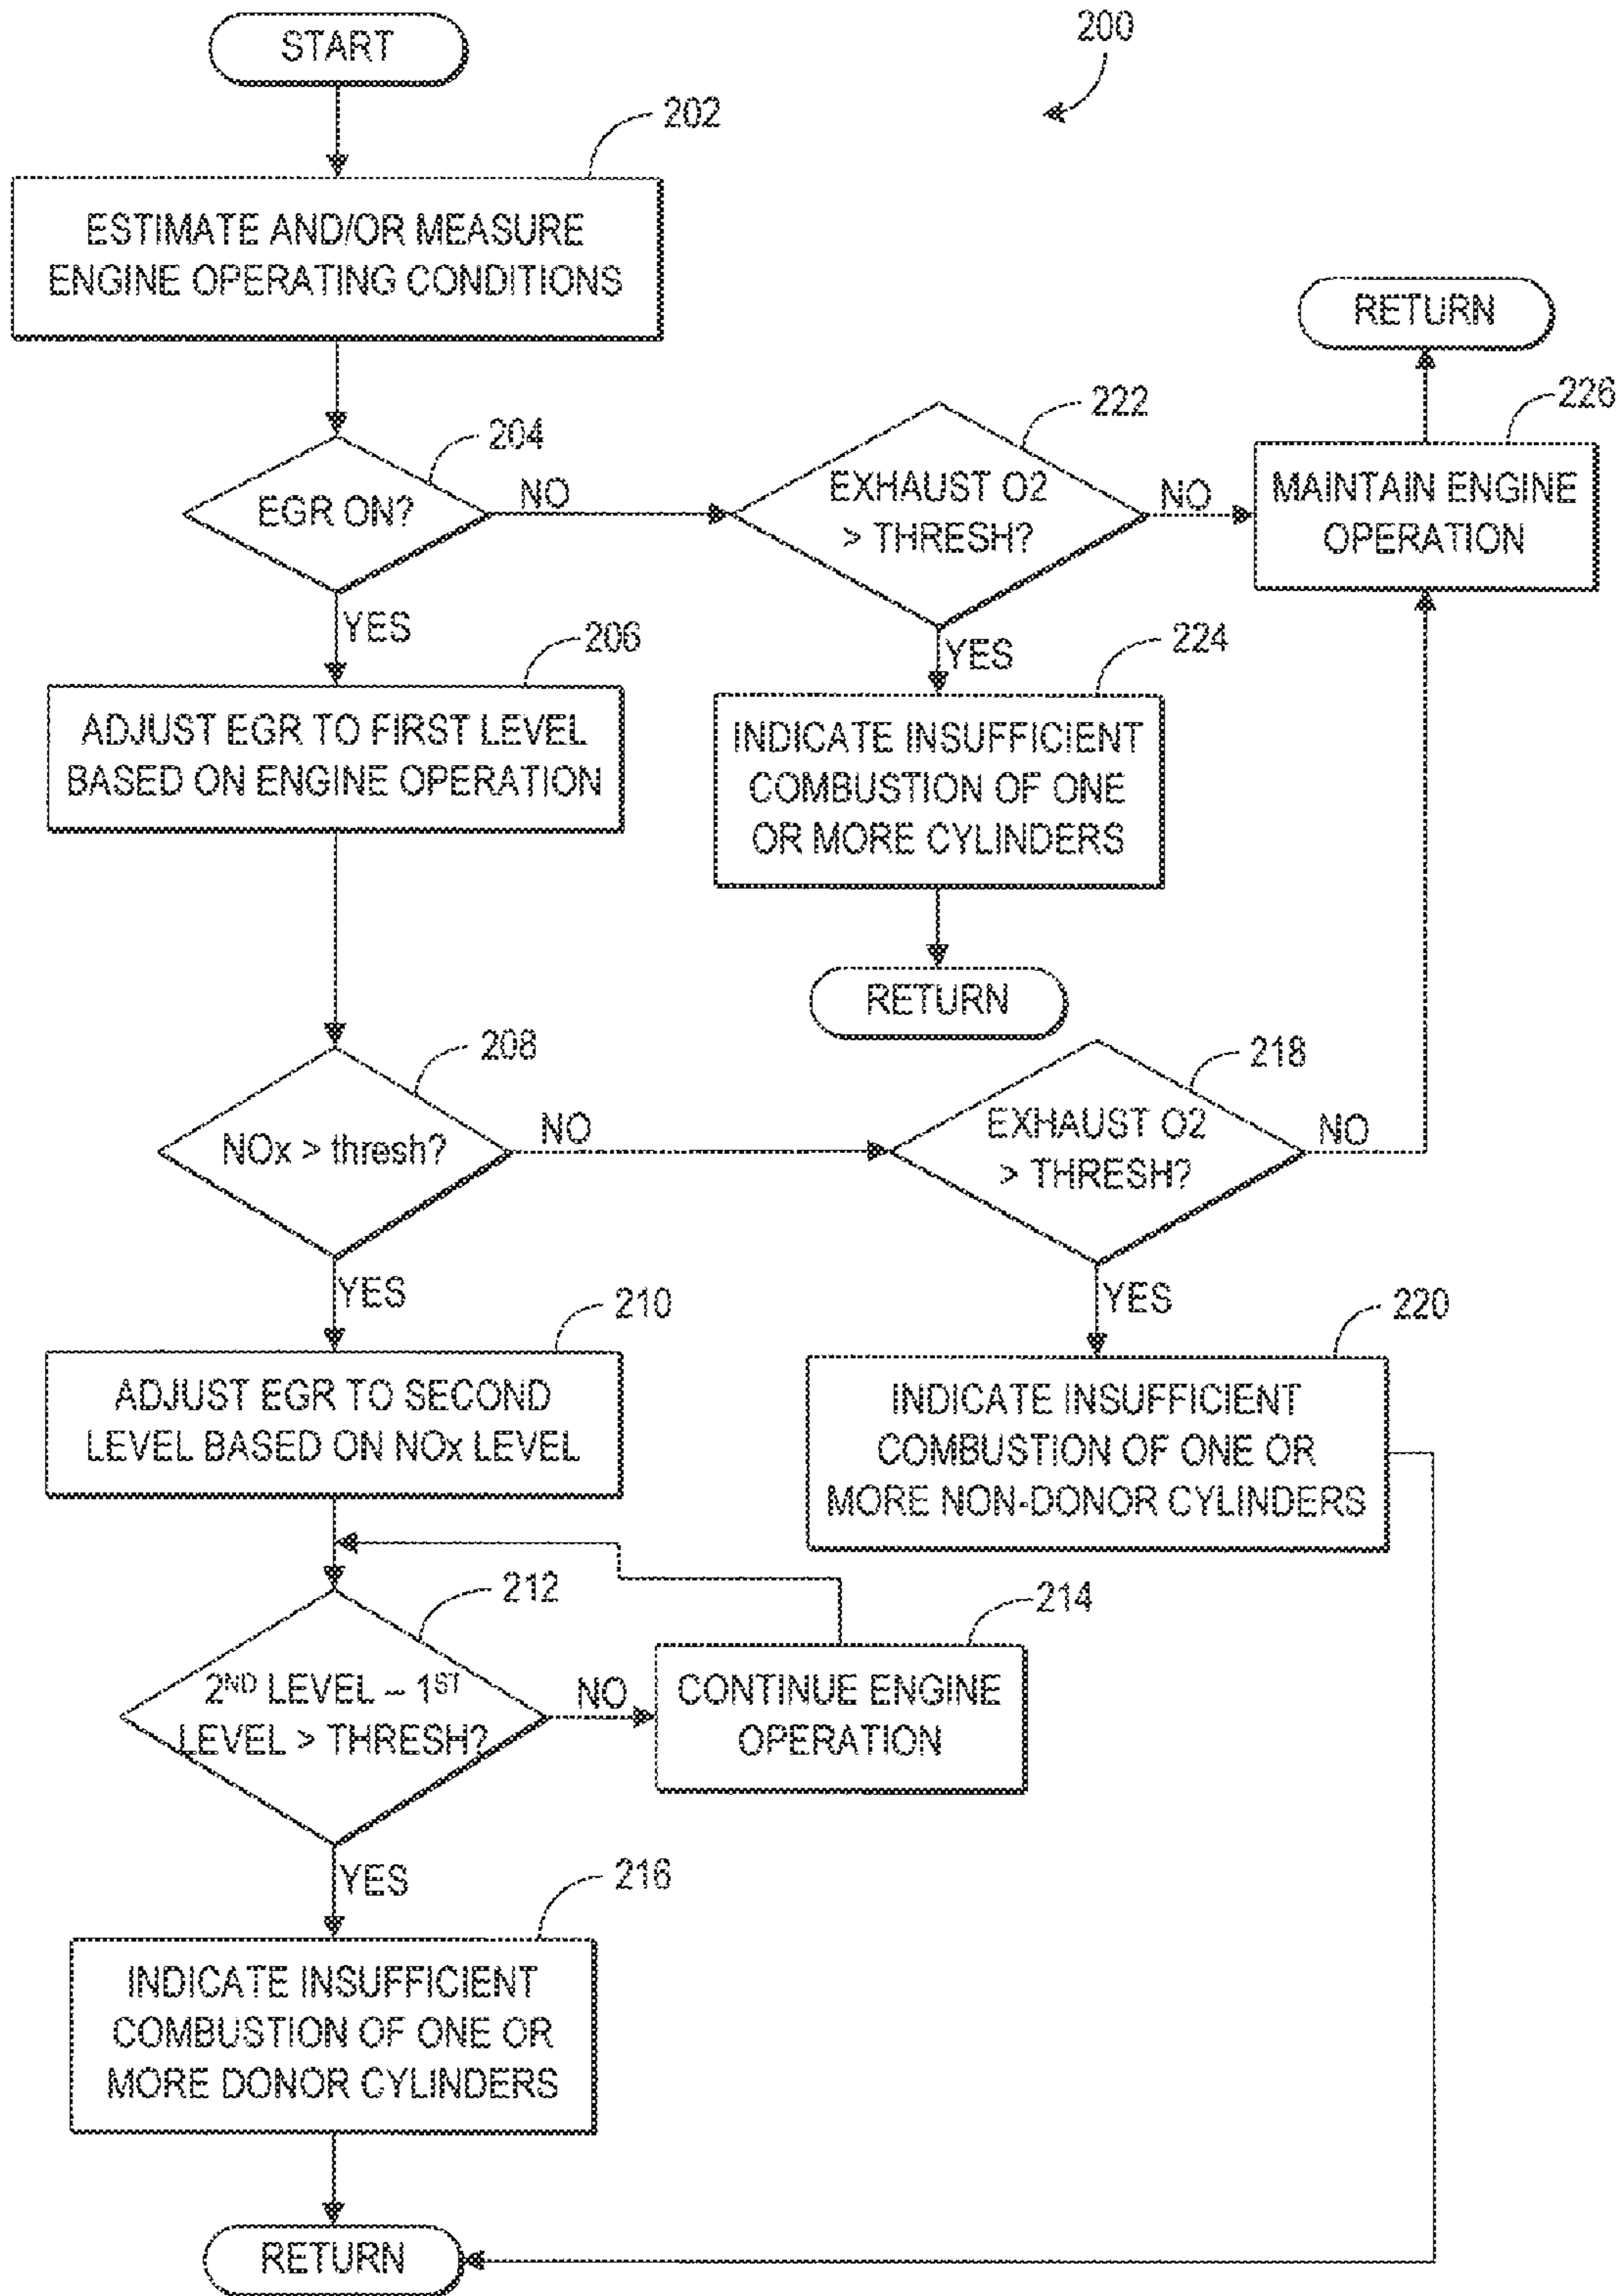 START
200
202
ESTIMATE AND/OR MEASURE
ENGINE OPERATING CONDITIONS
RETURN
204
EGR ON?
NO
222
EXHAUST O2
> THRESH?
NO
226
MAINTAIN ENGINE
OPERATION
YES
206
ADJUST EGR TO FIRST LEVEL
BASED ON ENGINE OPERATION
YES
224
INDICATE INSUFFICIENT
COMBUSTION OF ONE
OR MORE CYLINDERS
RETURN
208
NOx > thresh?
NO
218
EXHAUST O2
> THRESH?
NO
YES
210
ADJUST EGR TO SECOND
LEVEL BASED ON NOx LEVEL
YES
220
INDICATE INSUFFICIENT
COMBUSTION OF ONE OR
MORE NON-DONOR CYLINDERS
212
2ND LEVEL – 1ST
LEVEL > THRESH?
NO
214
CONTINUE ENGINE
OPERATION
YES
216
INDICATE INSUFFICIENT
COMBUSTION OF ONE OR
MORE DONOR CYLINDERS
RETURN